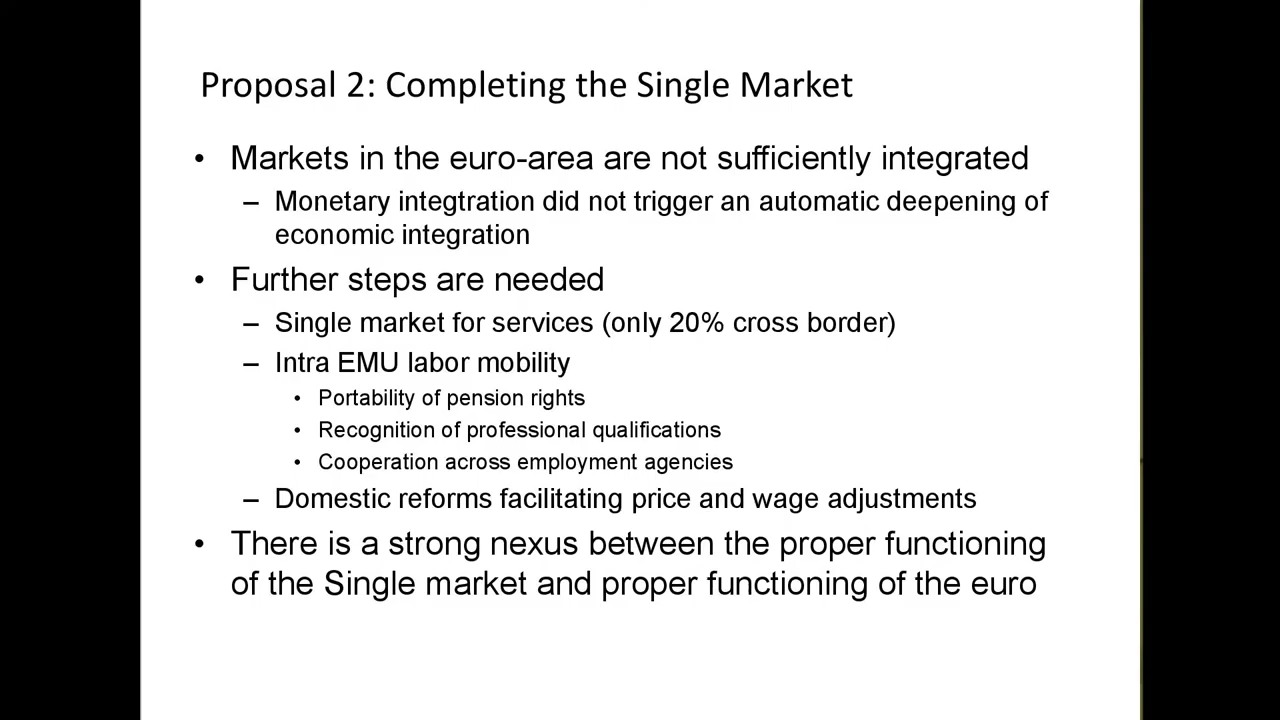 Proposal 2: Completing the Single Market
• Markets in the euro-area are not sufficiently integrated
– Monetary integtration did not trigger an automatic deepening of
economic integration
• Further steps are needed
– Single market for services (only 20% cross border)
– Intra EMU labor mobility
• Portability of pension rights
• Recognition of professional qualifications
• Cooperation across employment agencies
– Domestic reforms facilitating price and wage adjustments
• There is a strong nexus between the proper functioning
of the Single market and proper functioning of the euro